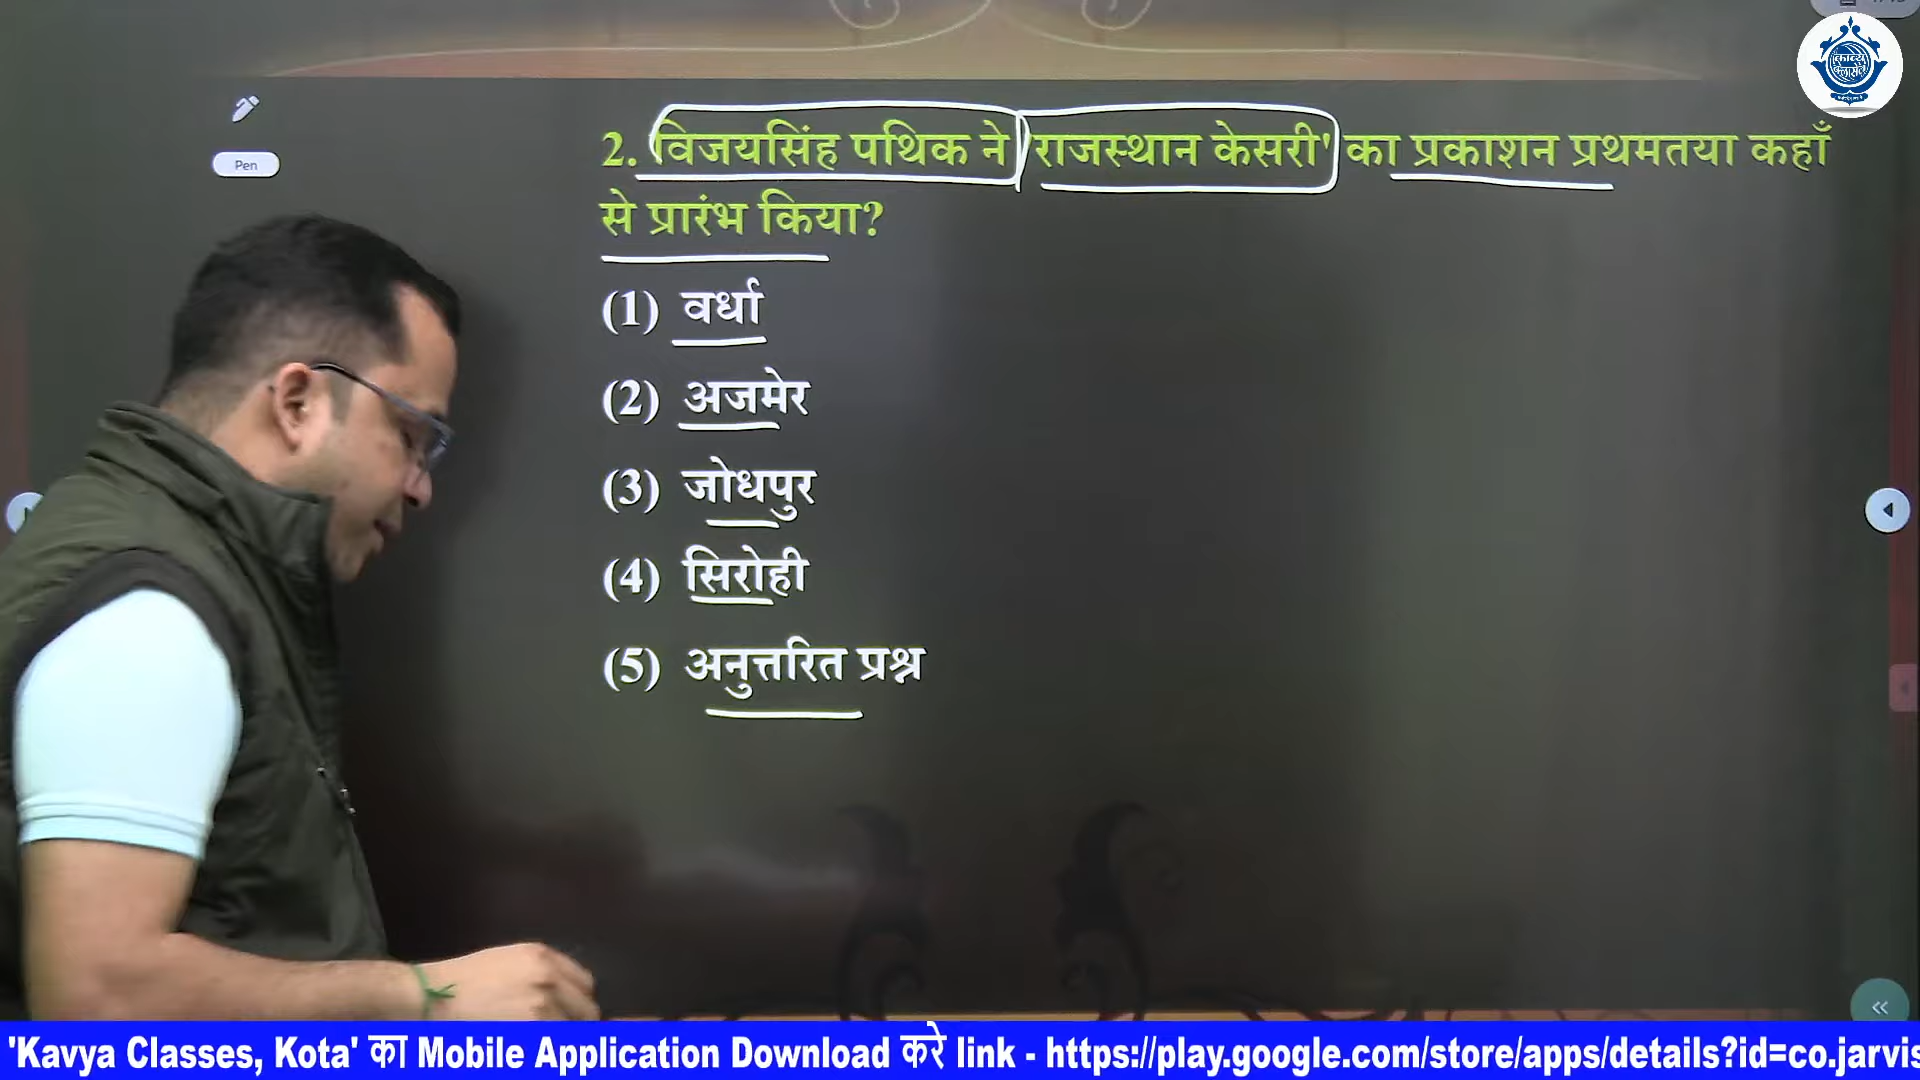 काव्य
क्लासेस
Pen
2. विजयसिंह पथिक ने 'राजस्थान केसरी' का प्रकाशन प्रथमतया कहाँ
से प्रारंभ किया?
(1) वर्धा
(2) अजमेर
(3) जोधपुर
(4) सिरोही
(5) अनुत्तरित प्रश्न
'Kavya Classes, Kota' का Mobile Application Download करे link - https://play.google.com/store/apps/details?id=co.jarvis